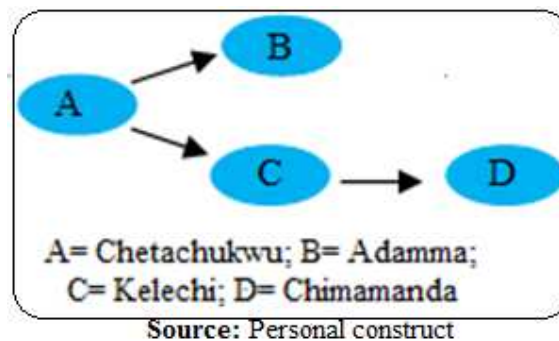 B
A
C
D
A= Chetachukwu; B= Adamma;
C= Kelechi; D= Chimamanda
Source: Personal construct